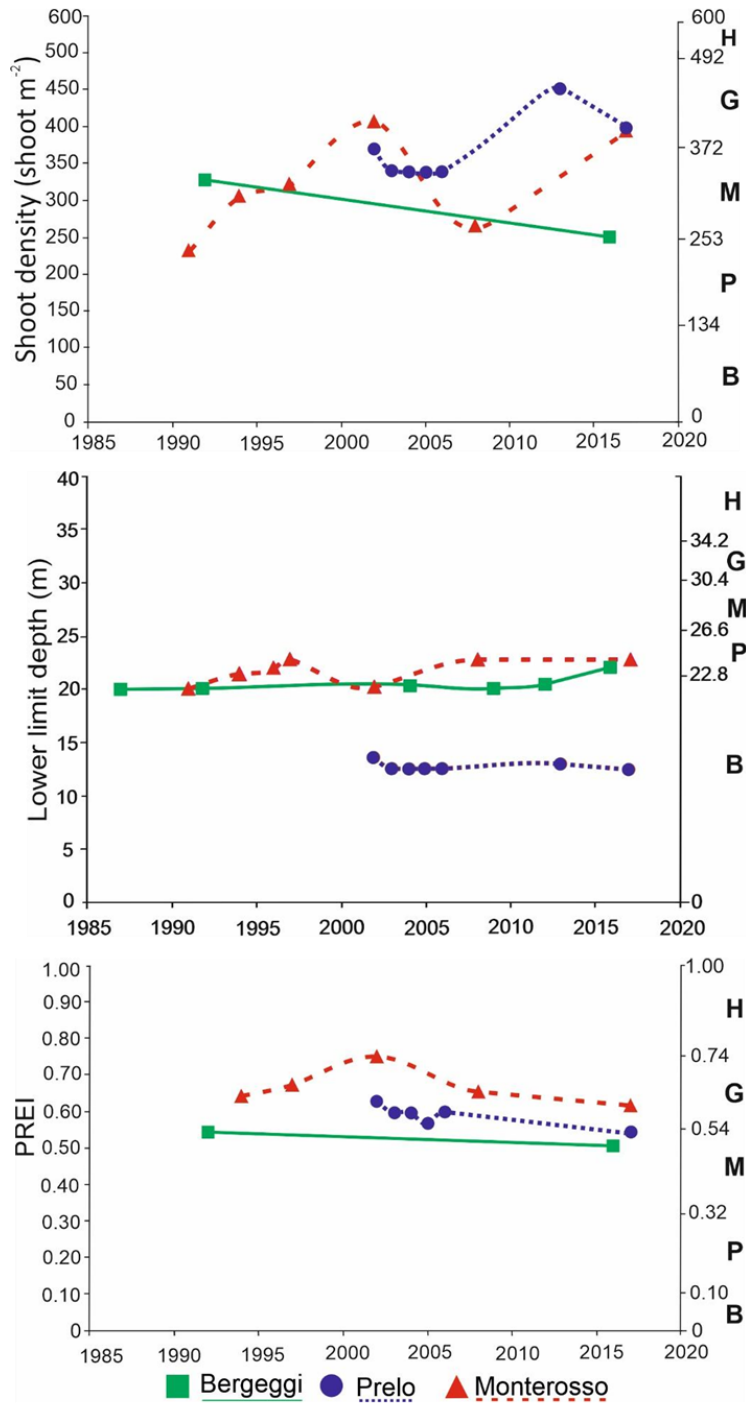 600
550
500
450
400
350
300
250
200
150
100
50
0
Shoot density (shoot m⁻²)
1985 1990 1995 2000 2005 2010 2015 2020
600
492
372
253
134
0
H
G
M
P
B
40
35
30
25
20
15
10
5
0
Lower limit depth (m)
1985 1990 1995 2000 2005 2010 2015 2020
34.2
30.4
26.6
22.8
0
H
G
M
P
B
1.00
0.90
0.80
0.70
0.60
0.50
0.40
0.30
0.20
0.10
0
PREI
1985 1990 1995 2000 2005 2010 2015 2020
1.00
0.74
0.54
0.32
0.10
0
H
G
M
P
B
Bergeggi Prelo Monterosso